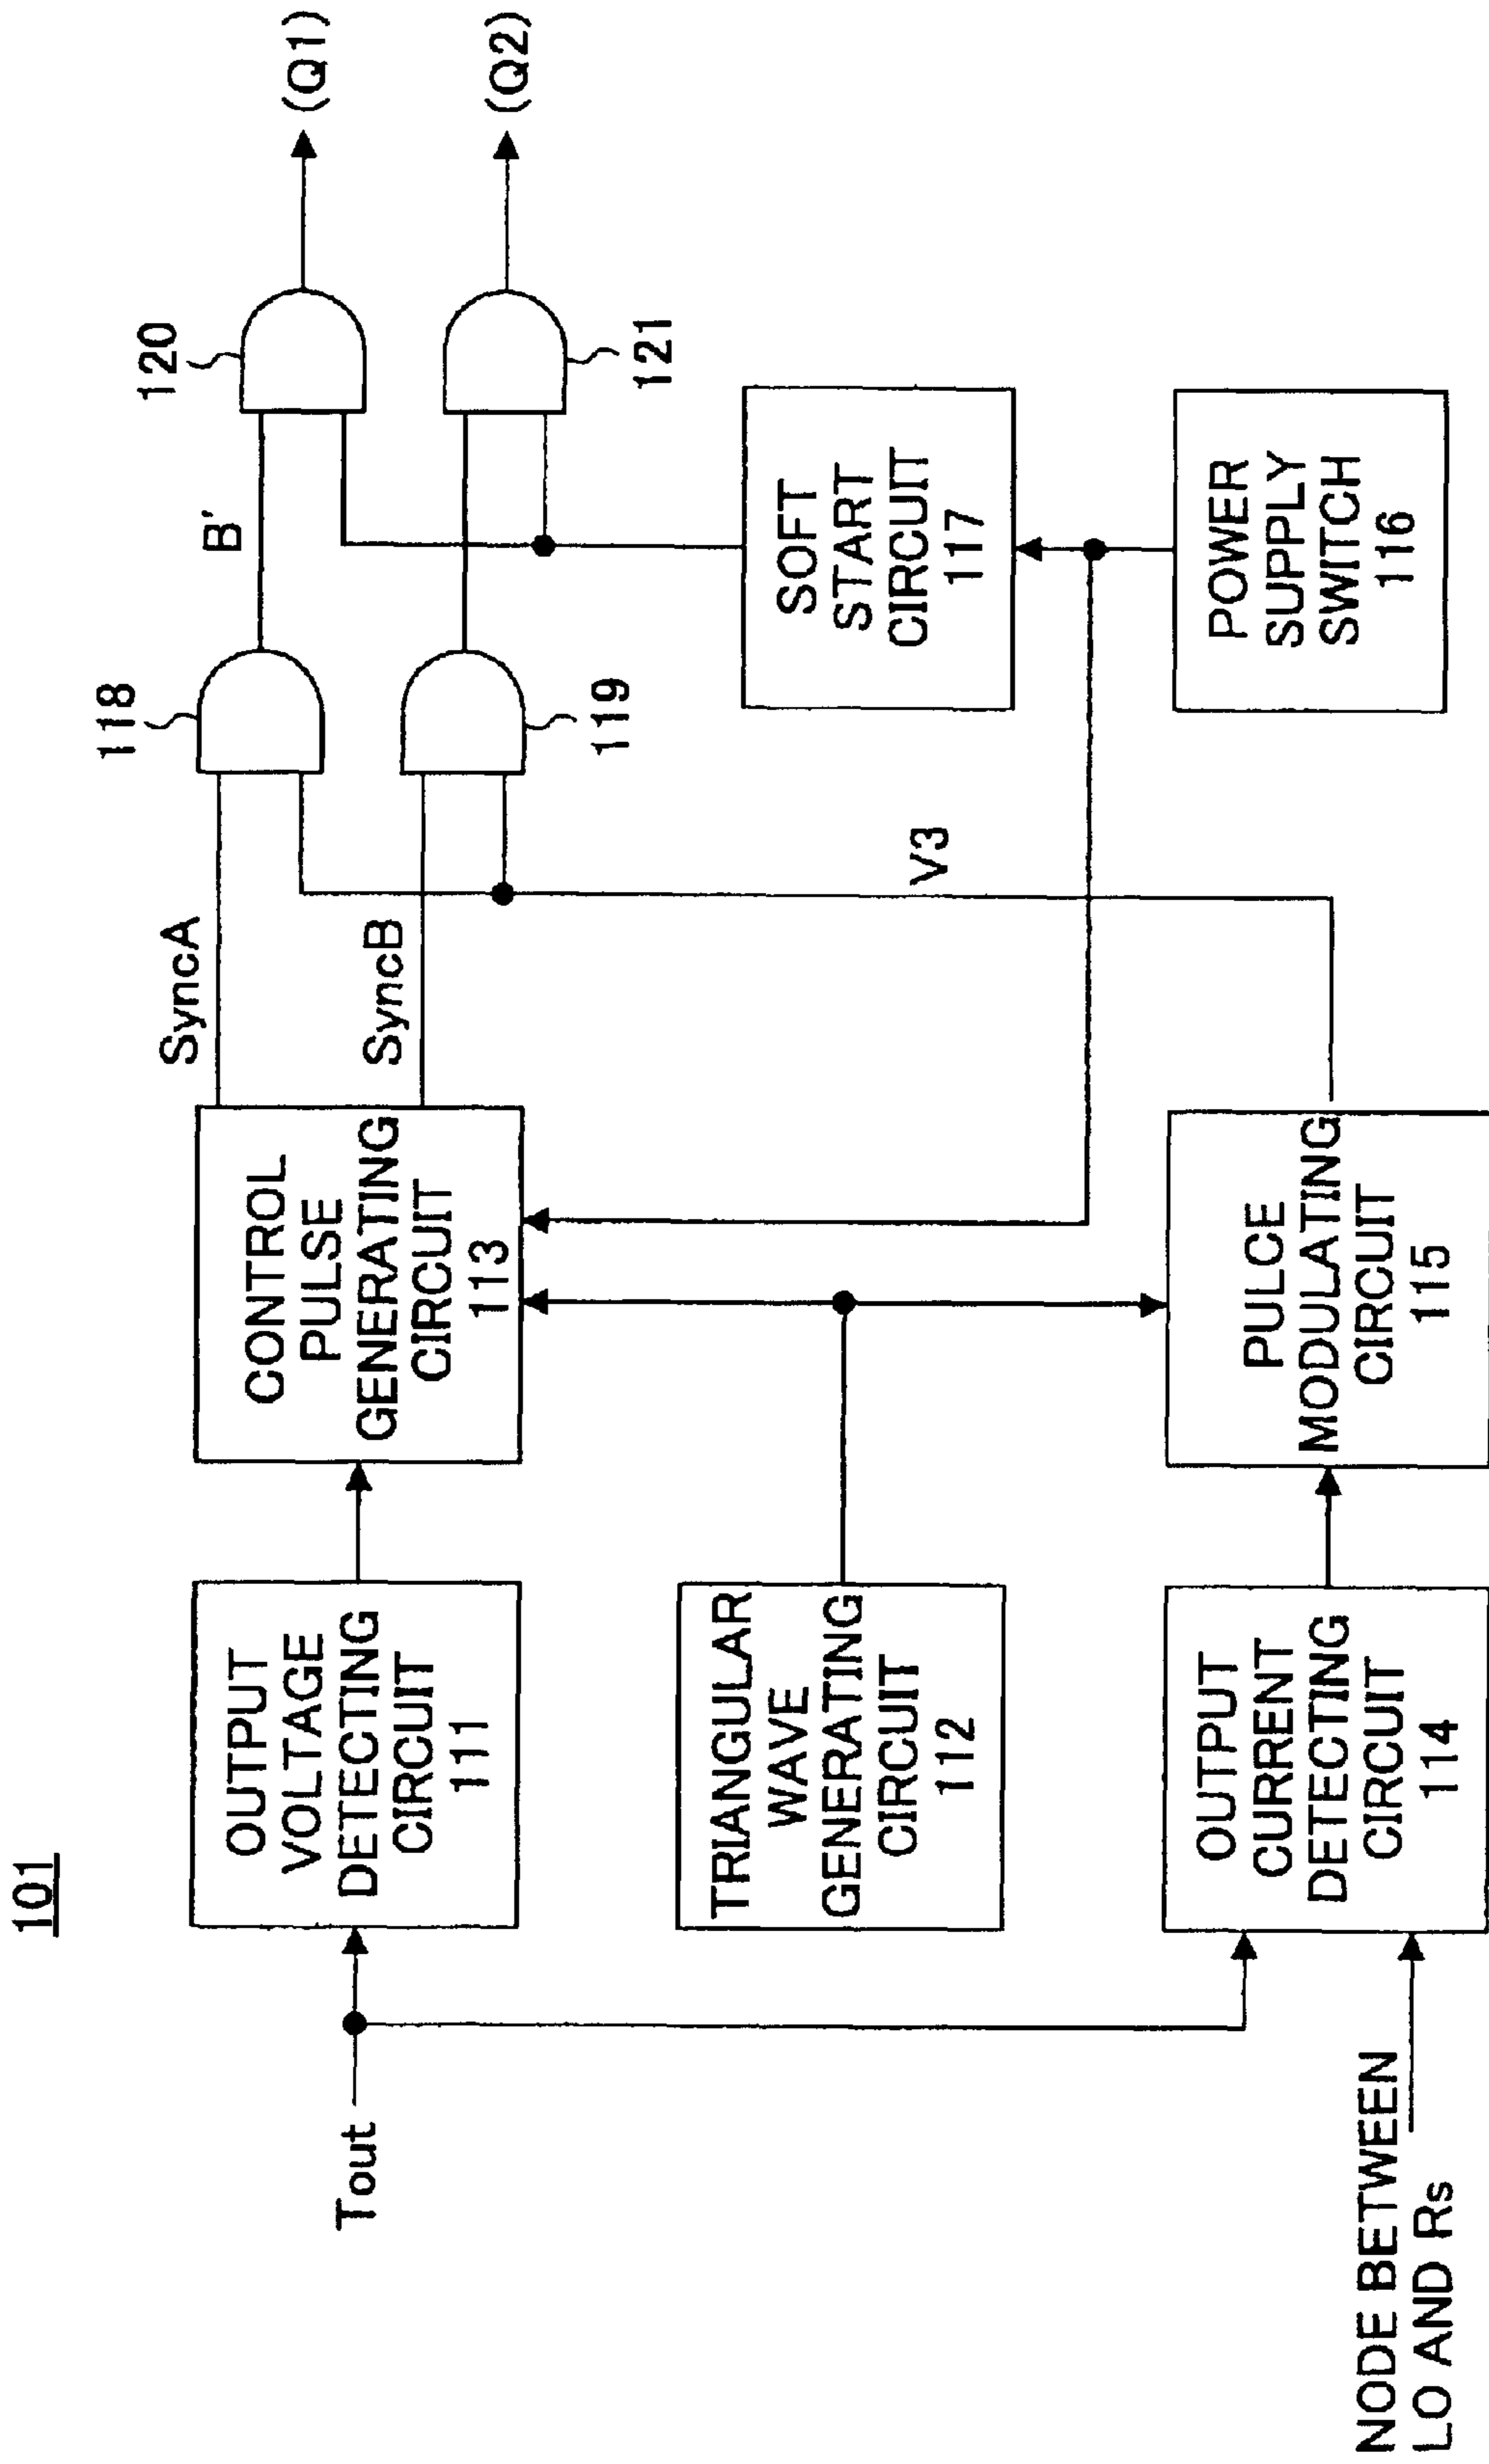 101
Tout
NODE BETWEEN
LO AND Rs
OUTPUT
VOLTAGE
DETECTING
CIRCUIT
111
TRIANGULAR
WAVE
GENERATING
CIRCUIT
112
OUTPUT
CURRENT
DETECTING
CIRCUIT
114
CONTROL
PULSE
GENERATING
CIRCUIT
113
PULCE
MODULATING
CIRCUIT
115
SyncA
SyncB
V3
118
119
B'
SOFT
START
CIRCUIT
117
POWER
SUPPLY
SWITCH
116
120
121
(Q1)
(Q2)